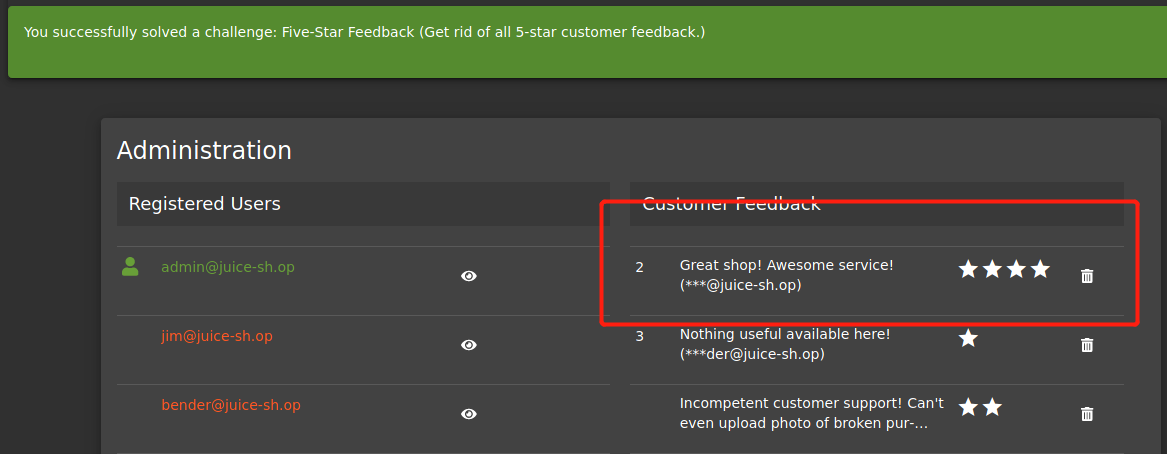 You successfully solved a challenge: Five-Star Feedback (Get rid of all 5-star customer feedback.)
Administration
Registered Users
admin@juice-sh.op
jim@juice-sh.op
bender@juice-sh.op
Customer Feedback
2 Great shop! Awesome service!
(***@juice-sh.op)
3 Nothing useful available here!
(***der@juice-sh.op)
Incompetent customer support! Can't
even upload photo of broken pur-...